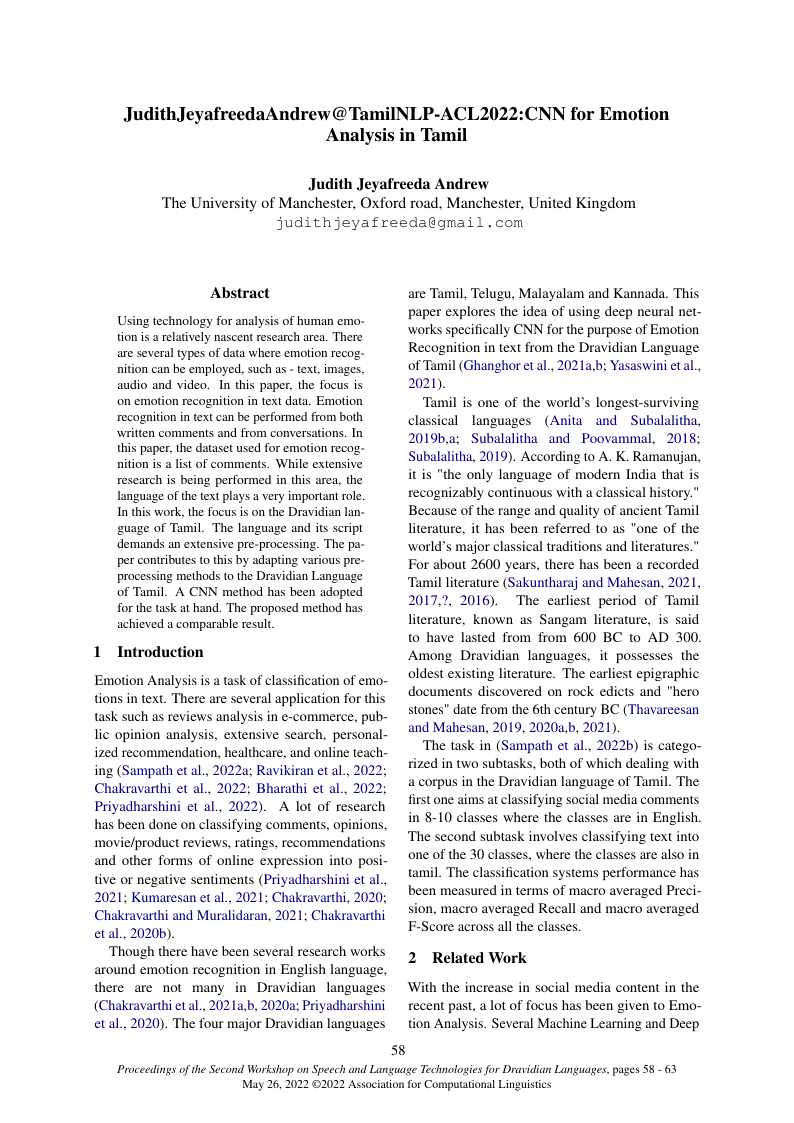 JudithJeyafreedaAndrew@TamilNLP-ACL2022:CNN for Emotion
Analysis in Tamil
Judith Jeyafreeda Andrew
The University of Manchester, Oxford road, Manchester, United Kingdom
judithjeyafreeda@gmail.com
Abstract
Using technology for analysis of human emo-
tion is a relatively nascent research area. There
are several types of data where emotion recog-
nition can be employed, such as - text, images,
audio and video. In this paper, the focus is
on emotion recognition in text data. Emotion
recognition in text can be performed from both
written comments and from conversations. In
this paper, the dataset used for emotion recog-
nition is a list of comments. While extensive
research is being performed in this area, the
language of the text plays a very important role.
In this work, the focus is on the Dravidian lan-
guage of Tamil. The language and its script
demands an extensive pre-processing. The pa-
per contributes to this by adapting various pre-
processing methods to the Dravidian Language
of Tamil. A CNN method has been adopted
for the task at hand. The proposed method has
achieved a comparable result.
1 Introduction
Emotion Analysis is a task of classification of emo-
tions in text. There are several application for this
task such as reviews analysis in e-commerce, pub-
lic opinion analysis, extensive search, personal-
ized recommendation, healthcare, and online teach-
ing (Sampath et al., 2022a; Ravikiran et al., 2022;
Chakravarthi et al., 2022; Bharathi et al., 2022;
Priyadharshini et al., 2022). A lot of research
has been done on classifying comments, opinions,
movie/product reviews, ratings, recommendations
and other forms of online expression into posi-
tive or negative sentiments (Priyadharshini et al.,
2021; Kumaresan et al., 2021; Chakravarthi, 2020;
Chakravarthi and Muralidaran, 2021; Chakravarthi
et al., 2020b).
Though there have been several research works
around emotion recognition in English language,
there are not many in Dravidian languages
(Chakravarthi et al., 2021a,b, 2020a; Priyadharshini
et al., 2020). The four major Dravidian languages
are Tamil, Telugu, Malayalam and Kannada. This
paper explores the idea of using deep neural net-
works specifically CNN for the purpose of Emotion
Recognition in text from the Dravidian Language
of Tamil (Ghanghor et al., 2021a,b; Yasaswini et al.,
2021).
Tamil is one of the world's longest-surviving
classical languages (Anita and Subalalitha,
2019b,a; Subalalitha and Poovammal, 2018;
Subalalitha, 2019). According to A. K. Ramanujan,
it is "the only language of modern India that is
recognizably continuous with a classical history."
Because of the range and quality of ancient Tamil
literature, it has been referred to as "one of the
world's major classical traditions and literatures."
For about 2600 years, there has been a recorded
Tamil literature (Sakuntharaj and Mahesan, 2021,
2017,?, 2016). The earliest period of Tamil
literature, known as Sangam literature, is said
to have lasted from from 600 BC to AD 300.
Among Dravidian languages, it possesses the
oldest existing literature. The earliest epigraphic
documents discovered on rock edicts and "hero
stones" date from the 6th century BC (Thavareesan
and Mahesan, 2019, 2020a,b, 2021).
The task in (Sampath et al., 2022b) is catego-
rized in two subtasks, both of which dealing with
a corpus in the Dravidian language of Tamil. The
first one aims at classifying social media comments
in 8-10 classes where the classes are in English.
The second subtask involves classifying text into
one of the 30 classes, where the classes are also in
tamil. The classification systems performance has
been measured in terms of macro averaged Preci-
sion, macro averaged Recall and macro averaged
F-Score across all the classes.
2 Related Work
With the increase in social media content in the
recent past, a lot of focus has been given to Emo-
tion Analysis. Several Machine Learning and Deep
58
Proceedings of the Second Workshop on Speech and Language Technologies for Dravidian Languages, pages 58 - 63
May 26, 2022 ©2022 Association for Computational Linguistics